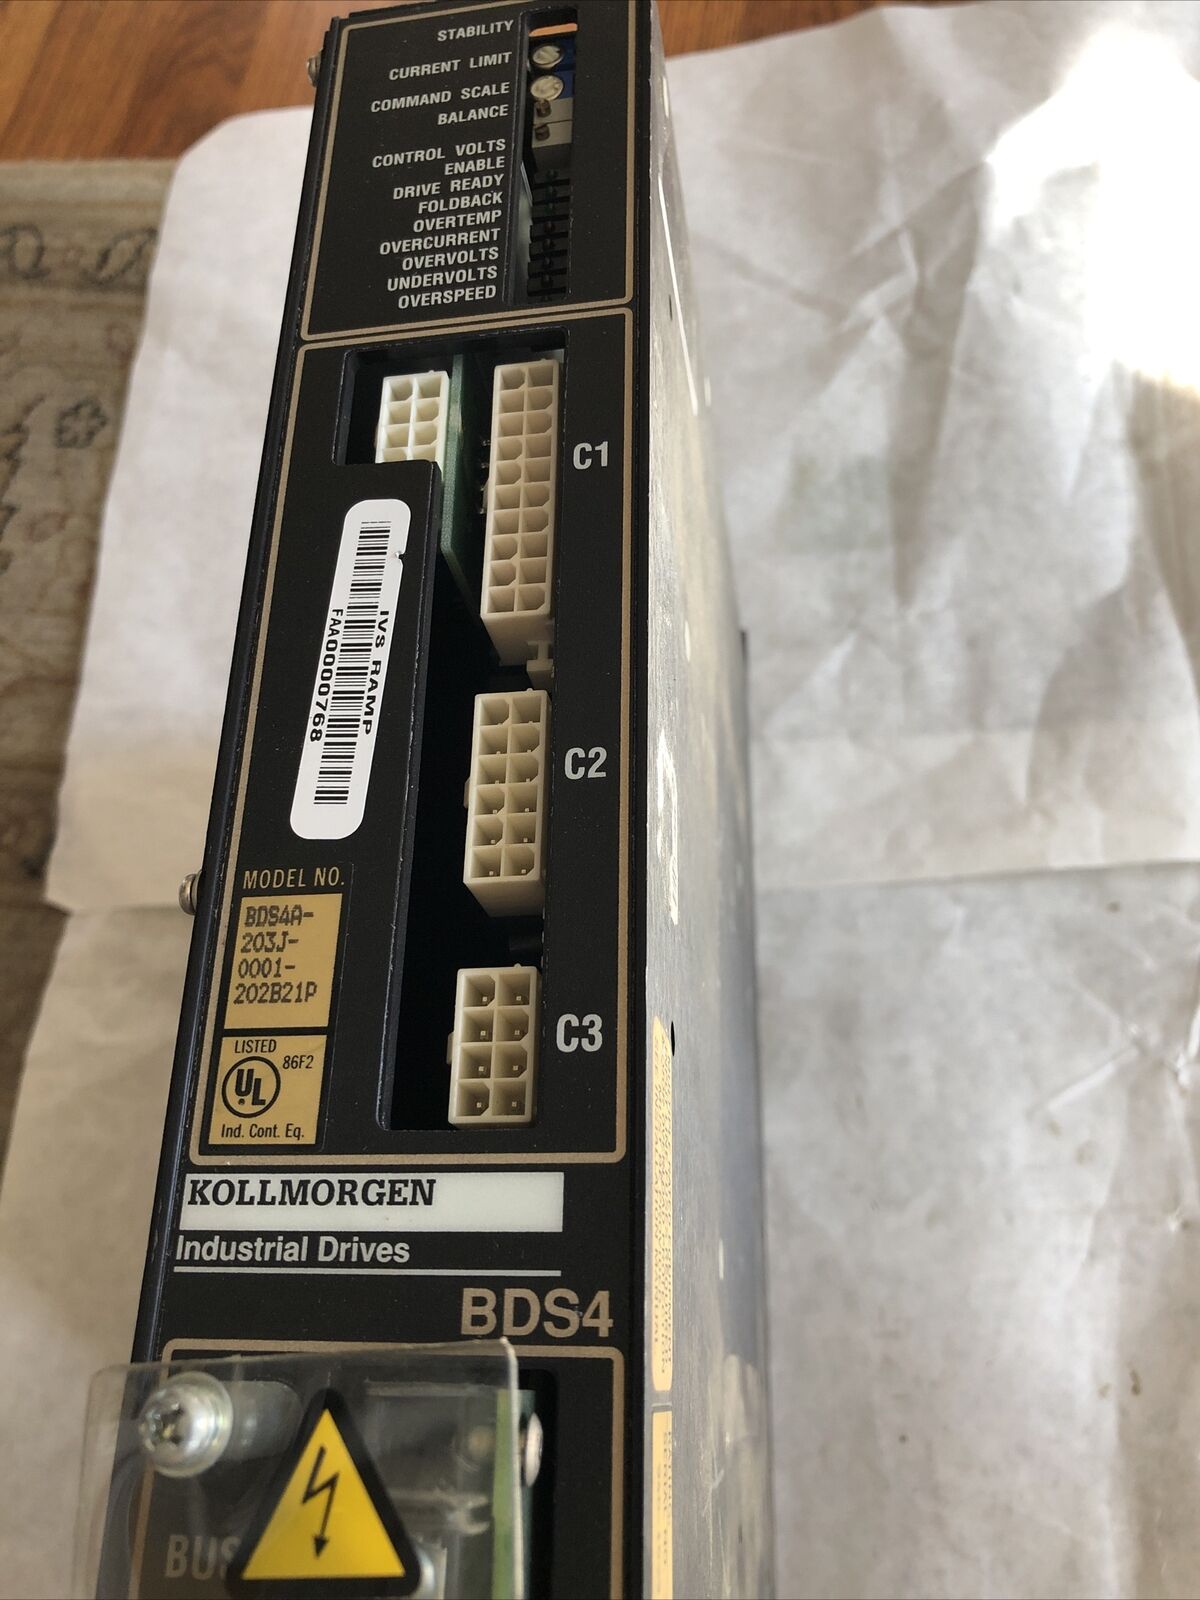 STABILITY
CURRENT LIMIT
COMMAND SCALE
BALANCE
CONTROL VOLTS
ENABLE
DRIVE READY
FOLDBACK
OVERTEMP
OVERCURRENT
OVERVOLTS
UNDERVOLTS
OVERSPEED
C1
IVS RAMP
FAA0000768
C2
MODEL NO.
BDS4A-
203J-
0001-
202B21P
C3
LISTED
86F2
UL
Ind. Cont. Eq.
KOLLMORGEN
Industrial Drives
BDS4
BUS